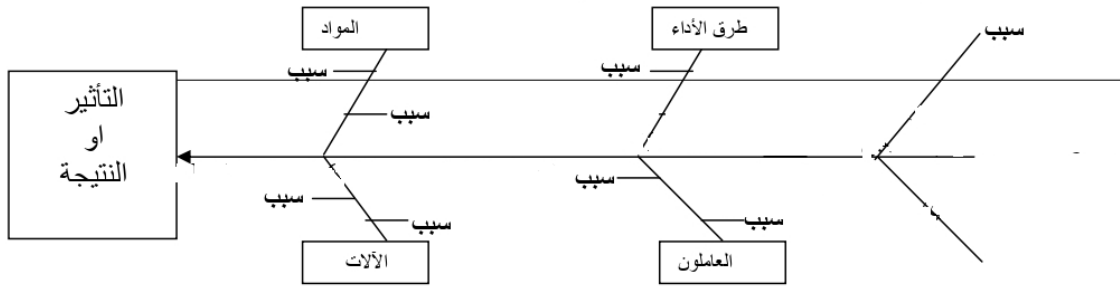 المواد
طرق الأداء
سبب
سبب
سبب
سبب
التأثير
او
النتيجة
سبب
سبب
سبب
سبب
الآلات
العاملون